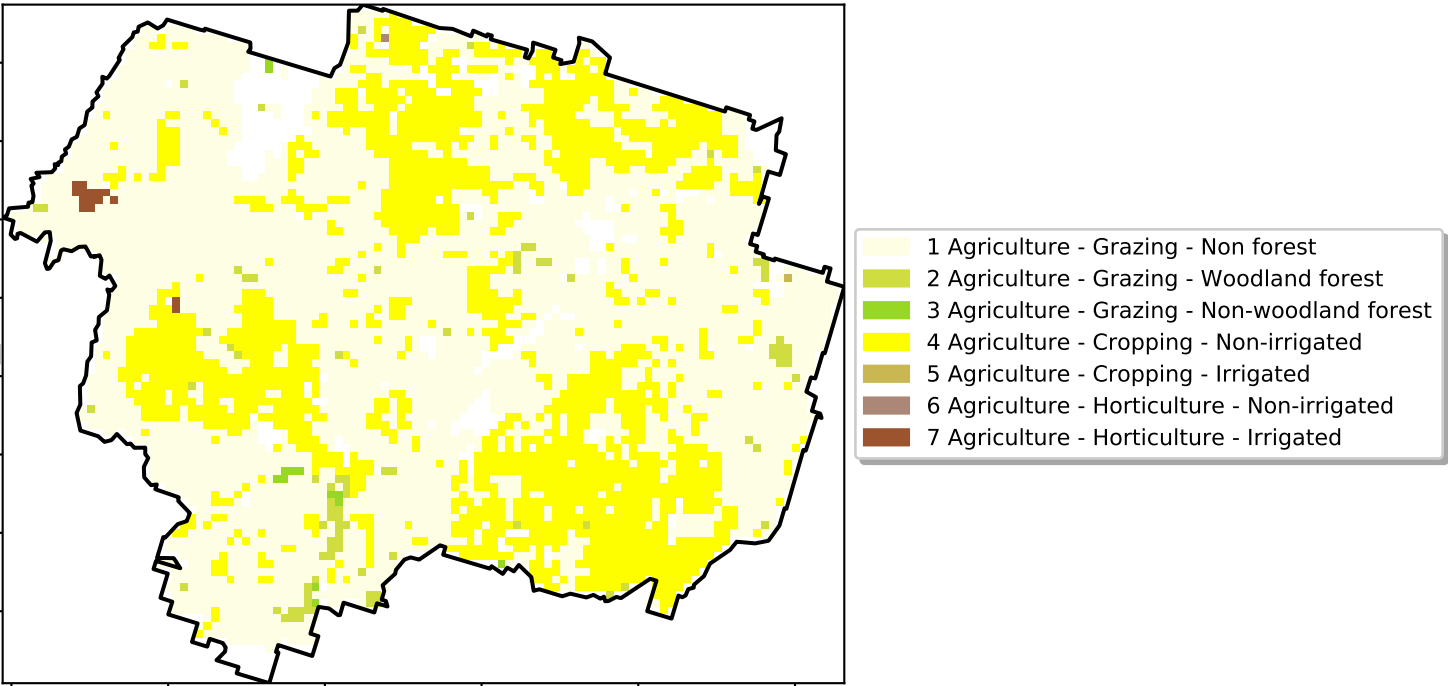 1 Agriculture - Grazing - Non forest
2 Agriculture - Grazing - Woodland forest
3 Agriculture - Grazing - Non-woodland forest
4 Agriculture - Cropping - Non-irrigated
5 Agriculture - Cropping - Irrigated
6 Agriculture - Horticulture - Non-irrigated
7 Agriculture - Horticulture - Irrigated